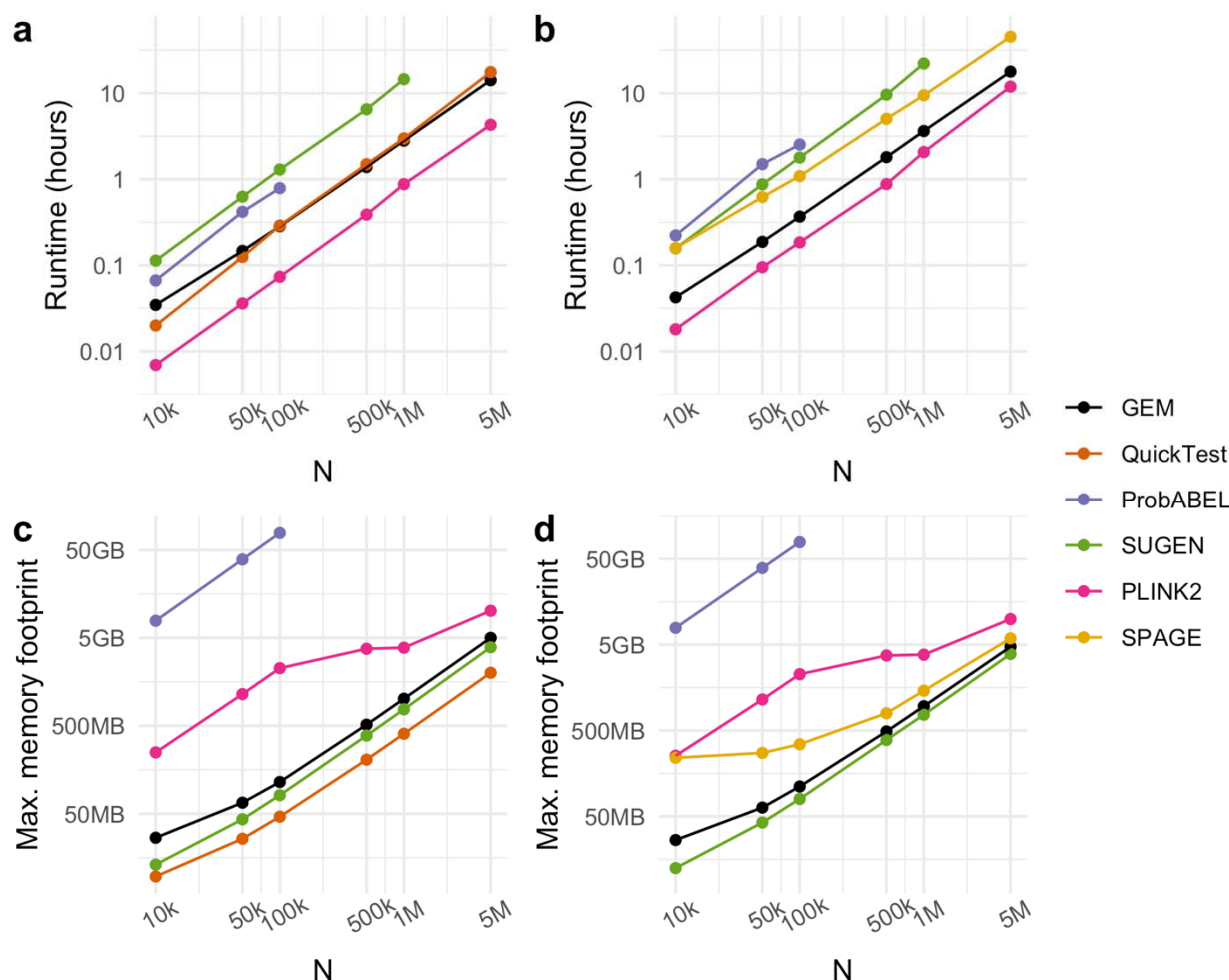 a
Runtime (hours)
10
1
0.1
0.01
10k
50k
100k
500k
1M
5M
N
b
Runtime (hours)
10
1
0.1
0.01
10k
50k
100k
500k
1M
5M
N
GEM
QuickTest
ProbABEL
SUGEN
PLINK2
SPAGE
c
Max. memory footprint
50GB
5GB
500MB
50MB
10k
50k
100k
500k
1M
5M
N
d
Max. memory footprint
50GB
5GB
500MB
50MB
10k
50k
100k
500k
1M
5M
N